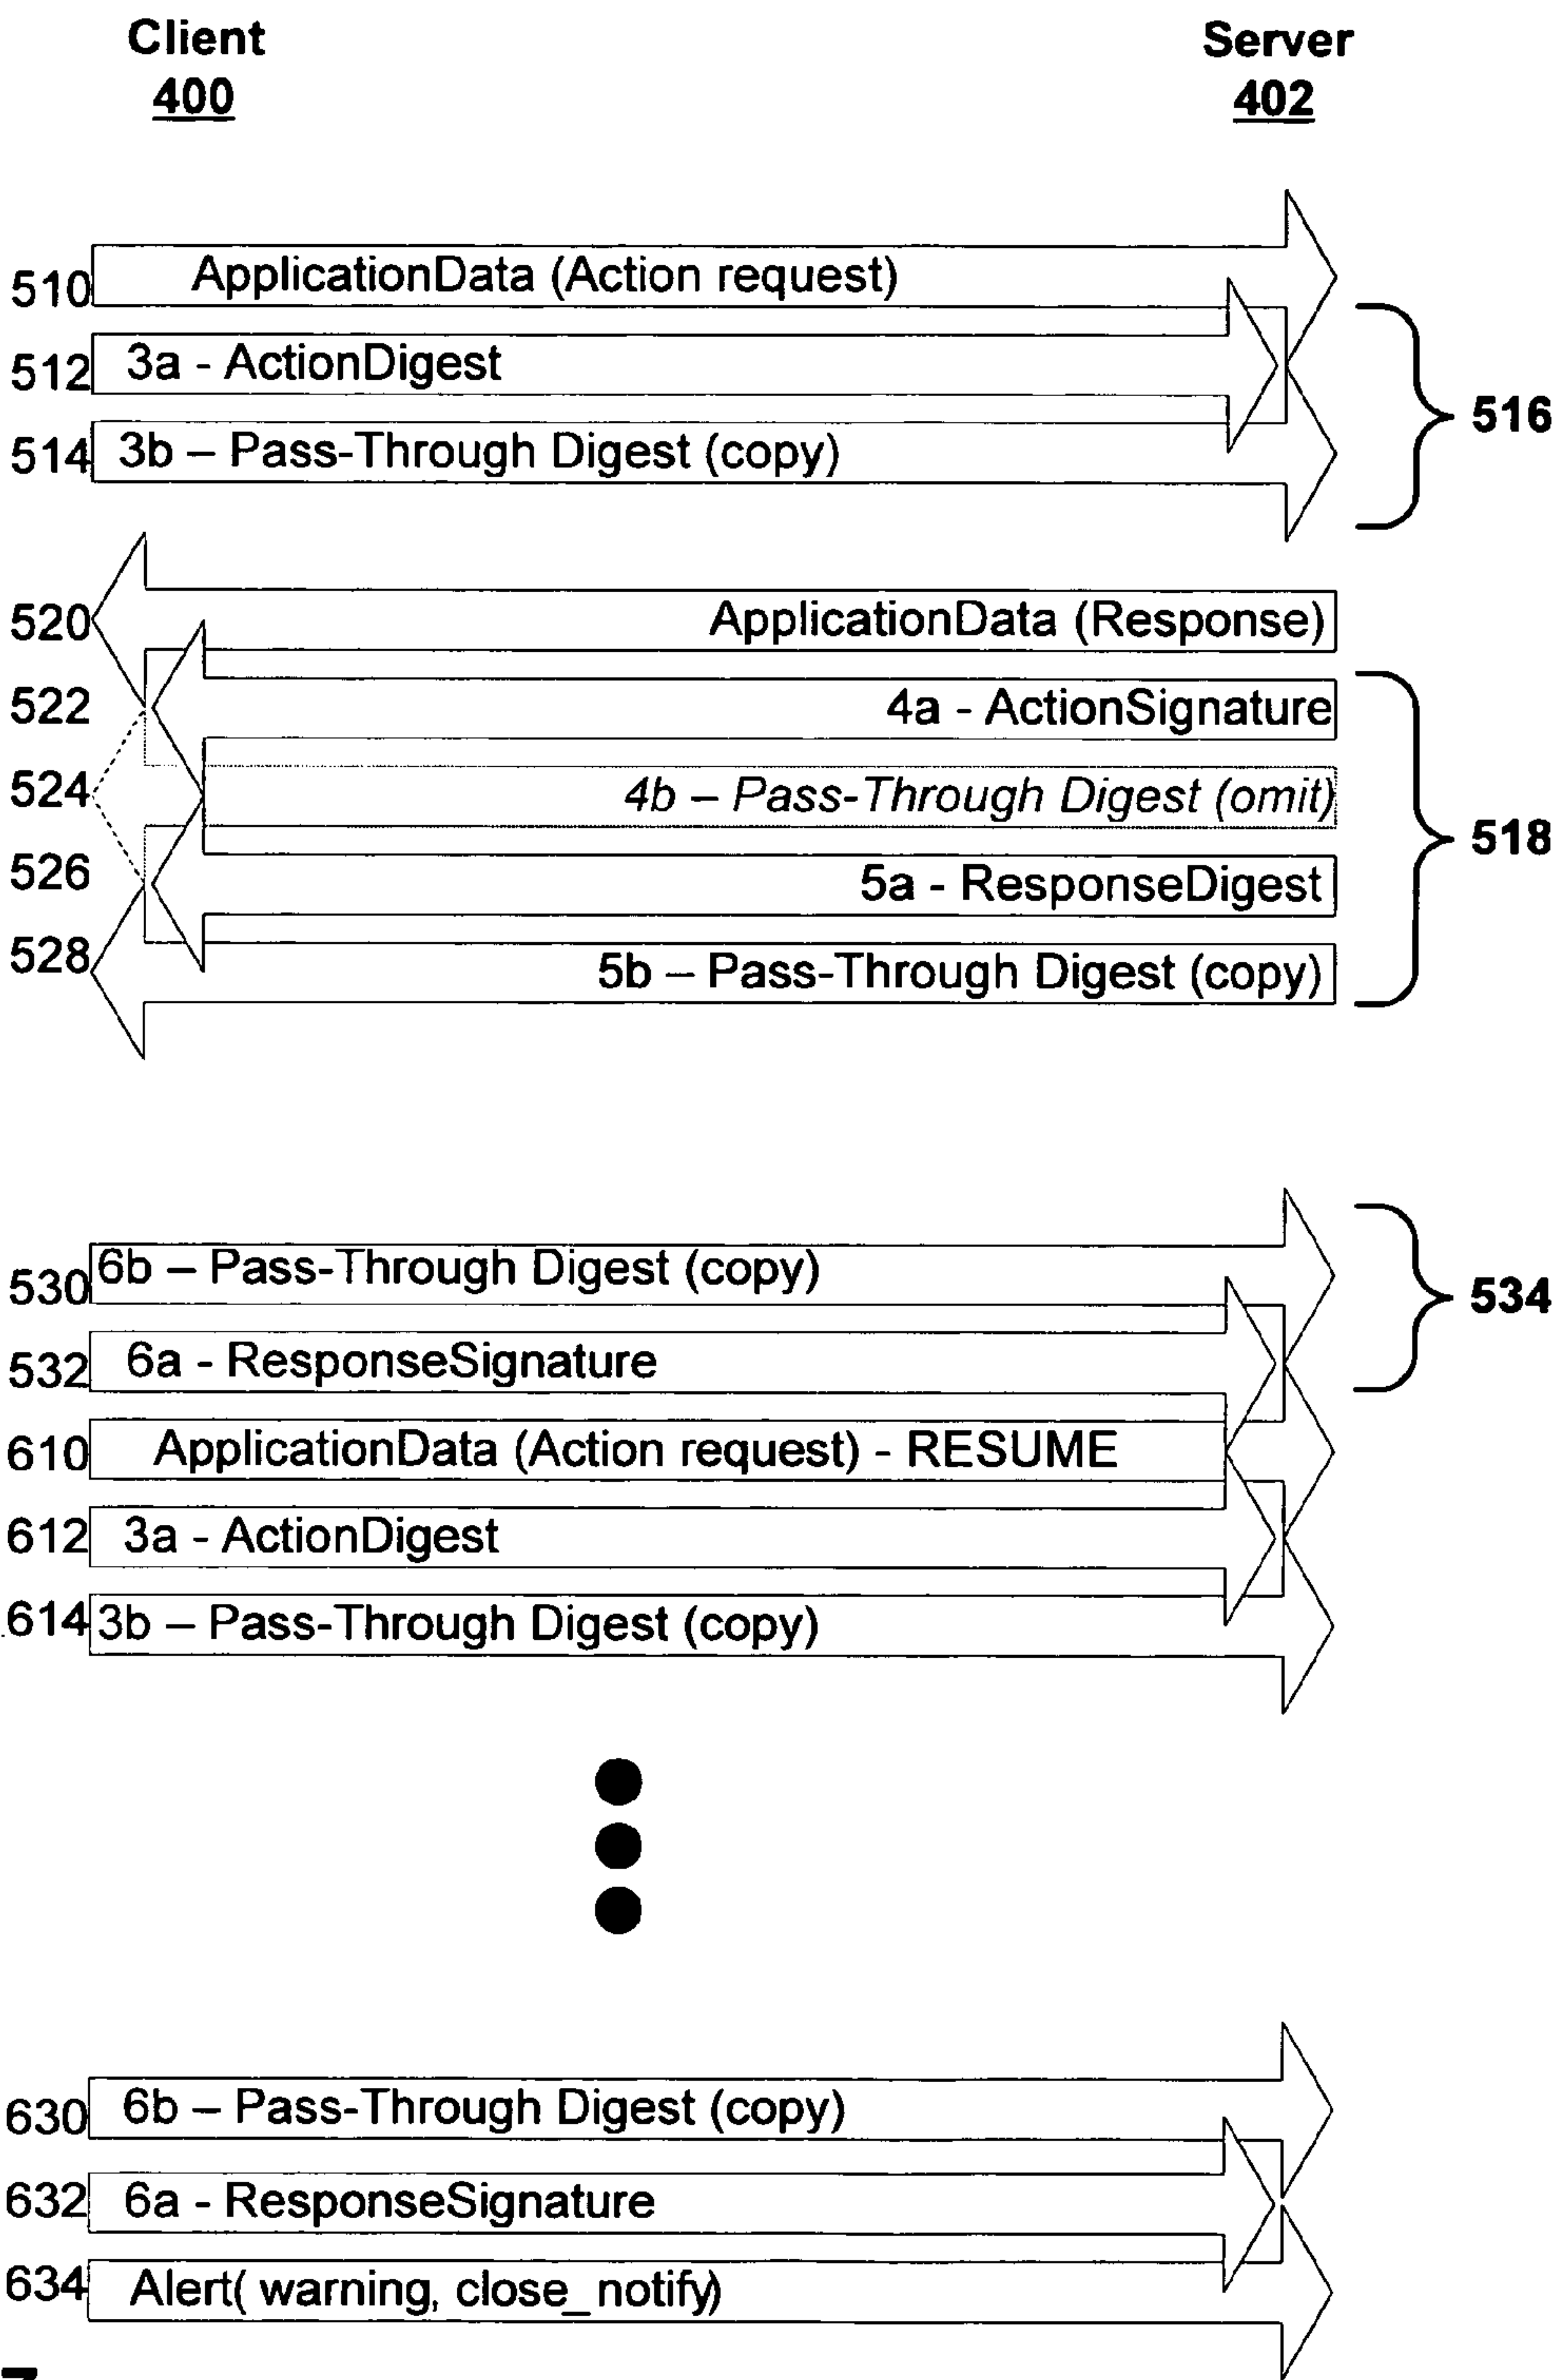 Client
400
Server
402
510 ApplicationData (Action request)
512 3a - ActionDigest
514 3b – Pass-Through Digest (copy)
516
520 ApplicationData (Response)
522 4a - ActionSignature
524 4b – Pass-Through Digest (omit)
526 5a - ResponseDigest
528 5b – Pass-Through Digest (copy)
518
530 6b – Pass-Through Digest (copy)
532 6a - ResponseSignature
534
610 ApplicationData (Action request) - RESUME
612 3a - ActionDigest
614 3b – Pass-Through Digest (copy)
630 6b – Pass-Through Digest (copy)
632 6a - ResponseSignature
634 Alert( warning, close_notify)